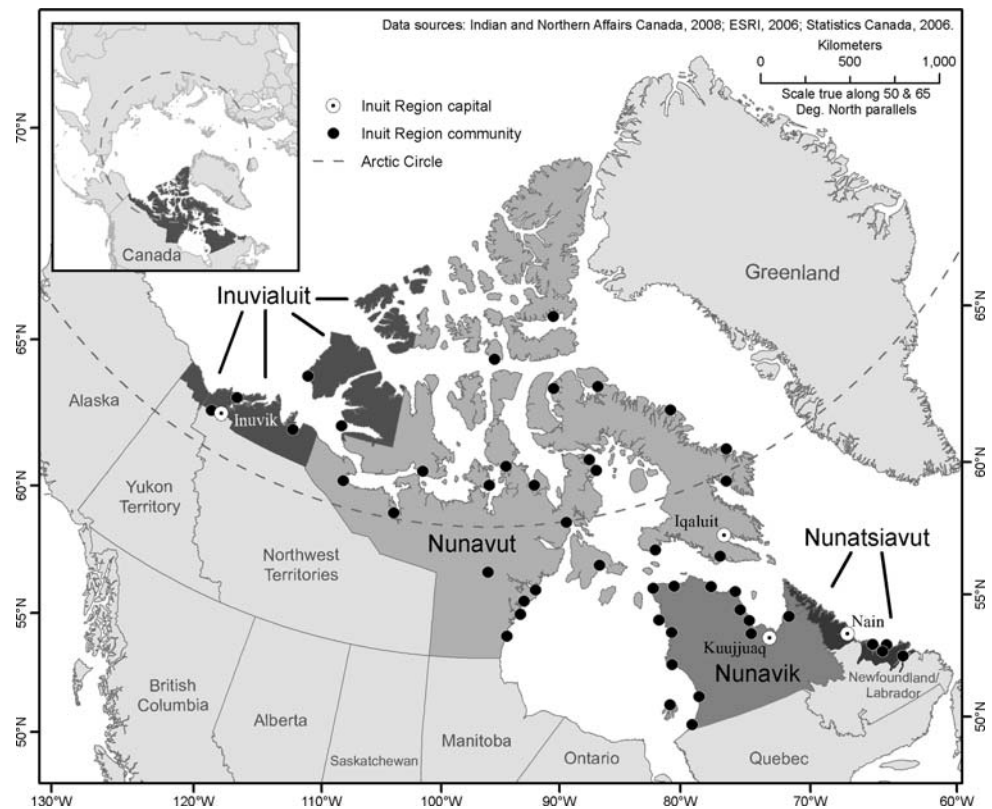 Data sources: Indian and Northern Affairs Canada, 2008; ESRI, 2006; Statistics Canada, 2006.
Kilometers
0 500 1,000
Scale true along 50 & 65
Deg. North parallels
Inuit Region capital
Inuit Region community
Arctic Circle
Canada
70°N
65°N
60°N
55°N
50°N
65°N
60°N
55°N
50°N
Greenland
Inuvialuit
Alaska
Inuvik
Yukon
Territory
Northwest
Territories
Nunavut
Iqaluit
Nunatsiavut
Nain
Kuujjuaq
Nunavik
Newfoundland/
Labrador
British
Columbia
Alberta
Saskatchewan
Manitoba
Ontario
Quebec
130°W 120°W 110°W 100°W 90°W 80°W 70°W 60°W